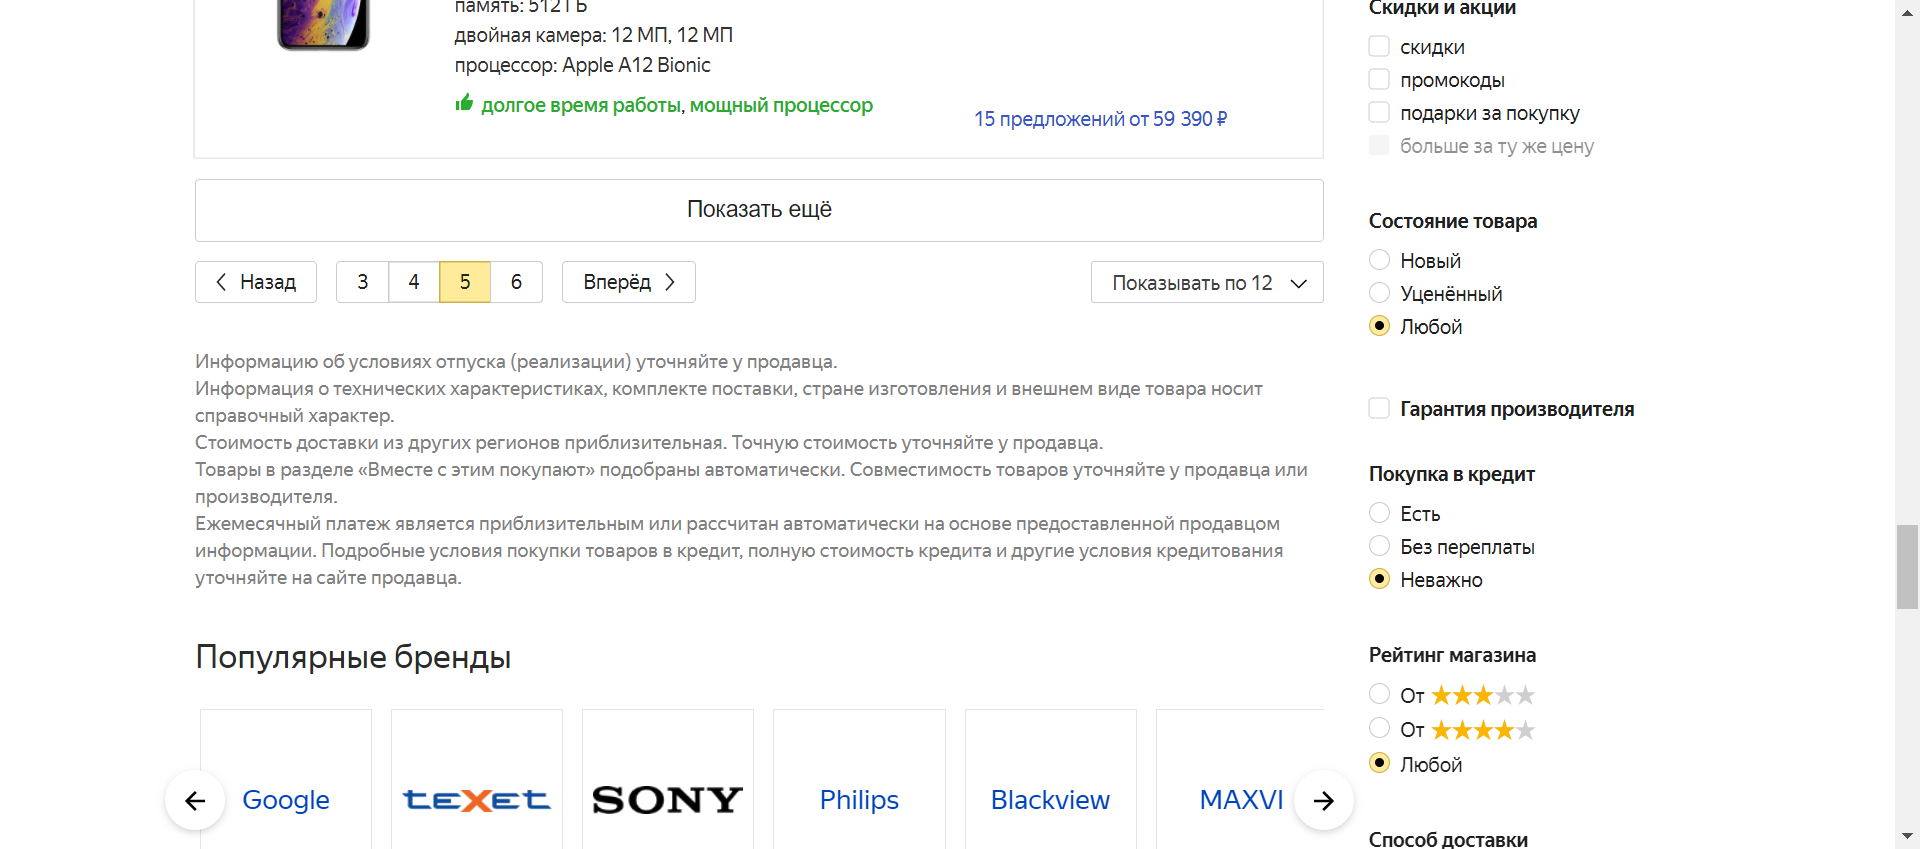 память: 512 ГБ
двойная камера: 12 МП, 12 МП
процессор: Apple A12 Bionic
долгое время работы, мощный процессор
15 предложений от 59 390 ₽
Показать ещё
Назад
3
4
5
6
Вперёд
Показывать по 12
Информацию об условиях отпуска (реализации) уточняйте у продавца.
Информация о технических характеристиках, комплекте поставки, стране изготовления и внешнем виде товара носит
справочный характер.
Стоимость доставки из других регионов приблизительная. Точную стоимость уточняйте у продавца.
Товары в разделе «Вместе с этим покупают» подобраны автоматически. Совместимость товаров уточняйте у продавца или
производителя.
Ежемесячный платеж является приблизительным или рассчитан автоматически на основе предоставленной продавцом
информации. Подробные условия покупки товаров в кредит, полную стоимость кредита и другие условия кредитования
уточняйте на сайте продавца.
Популярные бренды
Google
teXet
SONY
Philips
Blackview
MAXVI
Скидки и акции
скидки
промокоды
подарки за покупку
больше за ту же цену
Состояние товара
Новый
Уценённый
Любой
Гарантия производителя
Покупка в кредит
Есть
Без переплаты
Неважно
Рейтинг магазина
От
От
Любой
Способ доставки